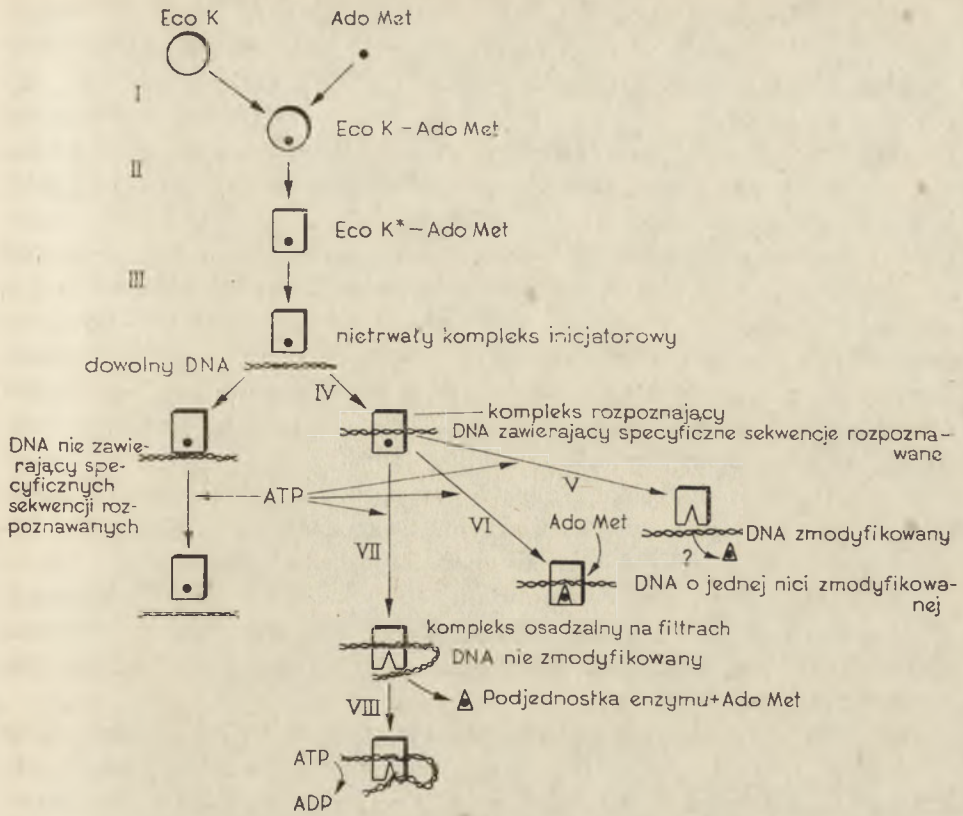 Eco K
Ado Met
I
Eco K – Ado Met
II
Eco K* – Ado Met
III
nietrwały kompleks inicjatorowy
dowolny DNA
IV
kompleks rozpoznający
DNA zawierający specyficzne sekwencje rozpozna-
wane
DNA nie zawie-
rający spe-
cyficznych
sekwencji roz-
poznawanych
ATP
V
VI
Ado Met
VII
DNA zmodyfikowany
?
DNA o jednej nici zmodyfikowa-
nej
kompleks osadzalny na filtrach
DNA nie zmodyfikowany
Podjednostka enzymu+Ado Met
VIII
ATP
ADP